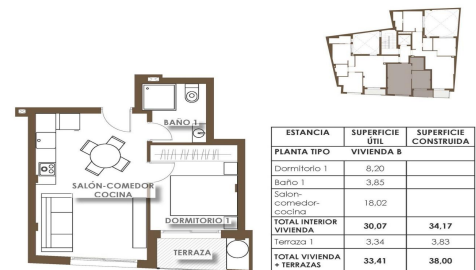 BAÑO 1
SALÓN-COMEDOR
COCINA
DORMITORIO 1
TERRAZA
ESTANCIA SUPERFICIE ÚTIL SUPERFICIE CONSTRUIDA
PLANTA TIPO VIVIENDA B
Dormitorio 1 8,20
Baño 1 3,85
Salon-comedor-cocina 18,02
TOTAL INTERIOR VIVIENDA 30,07 34,17
Terraza 1 3,34 3,83
TOTAL VIVIENDA + TERRAZAS 33,41 38,00